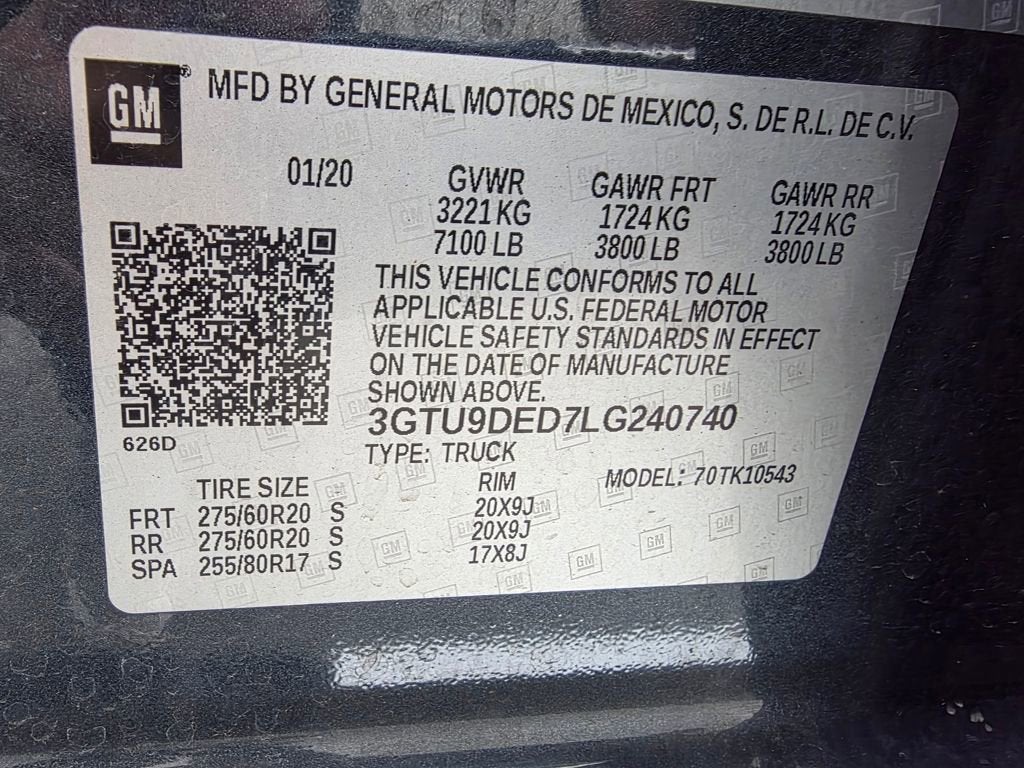 GM ®
MFD BY GENERAL MOTORS DE MEXICO, S. DE R.L. DE C.V.
01/20
GVWR GAWR FRT GAWR RR
3221 KG 1724 KG 1724 KG
7100 LB 3800 LB 3800 LB
THIS VEHICLE CONFORMS TO ALL
APPLICABLE U.S. FEDERAL MOTOR
VEHICLE SAFETY STANDARDS IN EFFECT
ON THE DATE OF MANUFACTURE
SHOWN ABOVE.
3GTU9DED7LG240740
626D
TYPE: TRUCK
TIRE SIZE RIM MODEL: 70TK10543
FRT 275/60R20 S 20X9J
RR 275/60R20 S 20X9J
SPA 255/80R17 S 17X8J